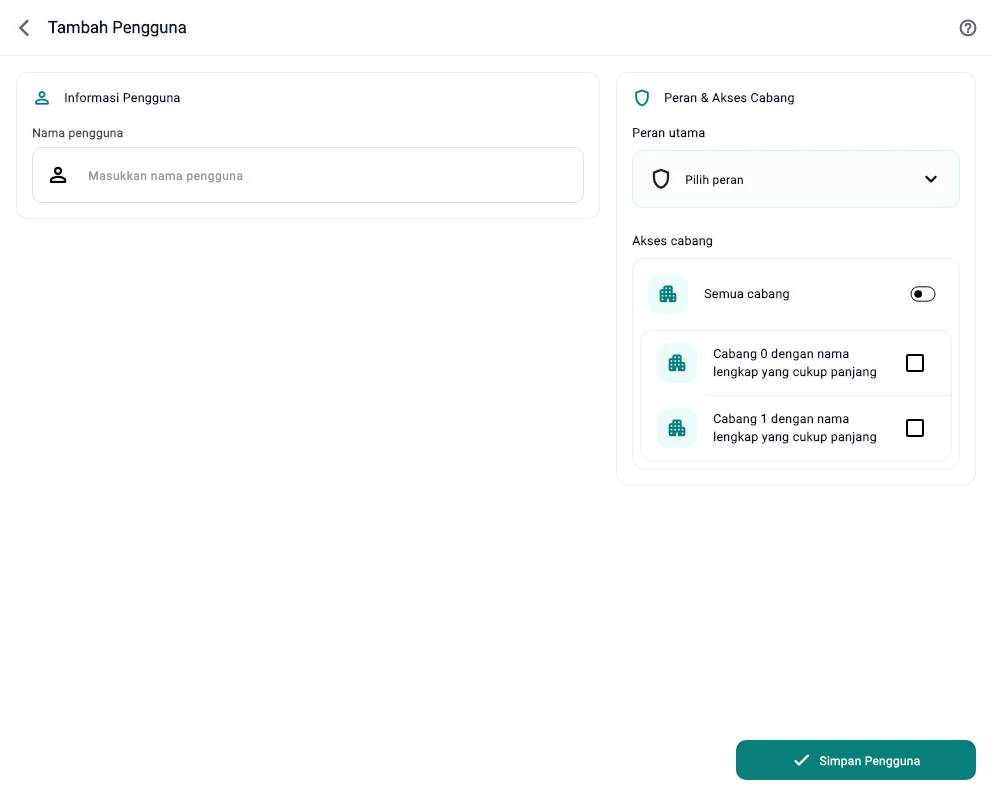 Tambah Pengguna
Informasi Pengguna
Nama pengguna
Masukkan nama pengguna
Peran & Akses Cabang
Peran utama
Pilih peran
Akses cabang
Semua cabang
Cabang 0 dengan nama
lengkap yang cukup panjang
Cabang 1 dengan nama
lengkap yang cukup panjang
Simpan Pengguna